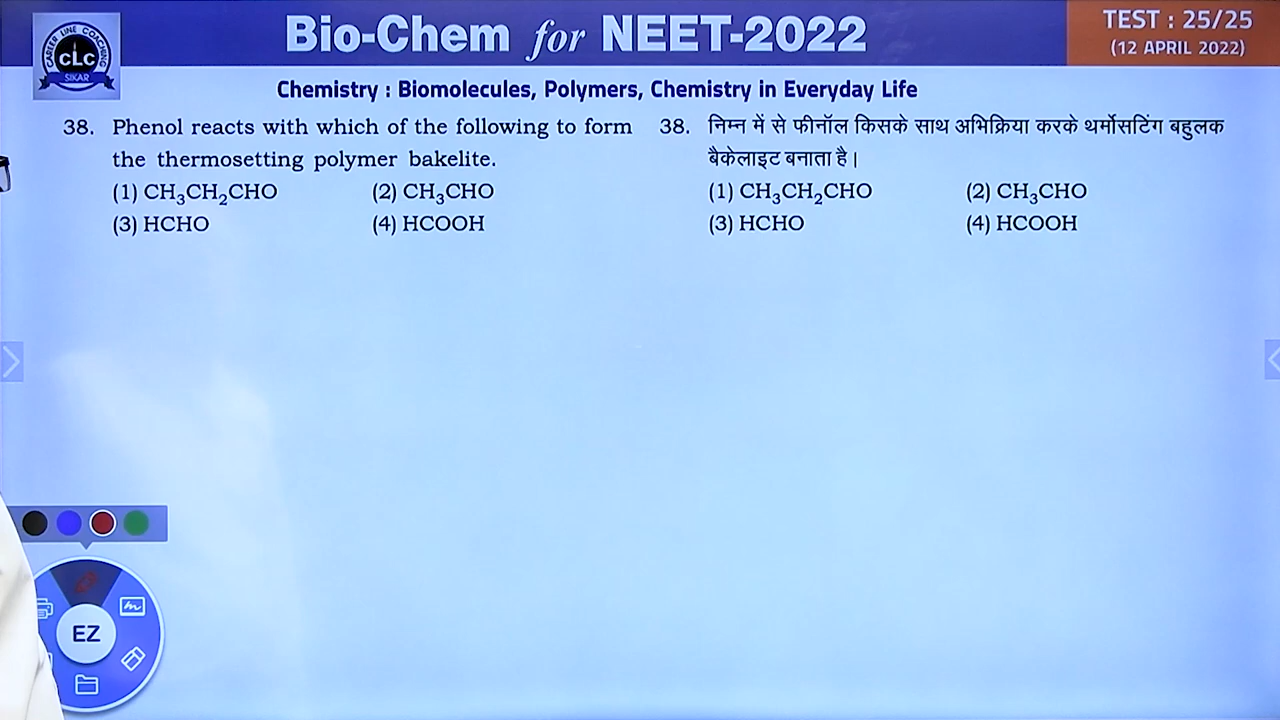 CAREER LINE COACHING
CLC
SIKAR
Bio-Chem for NEET-2022
TEST : 25/25
(12 APRIL 2022)
Chemistry : Biomolecules, Polymers, Chemistry in Everyday Life
38. Phenol reacts with which of the following to form
the thermosetting polymer bakelite.
(1) CH₃CH₂CHO (2) CH₃CHO
(3) HCHO (4) HCOOH
38. निम्न में से फीनॉल किसके साथ अभिक्रिया करके थर्मोसटिंग बहुलक
बैकेलाइट बनाता है।
(1) CH₃CH₂CHO (2) CH₃CHO
(3) HCHO (4) HCOOH
EZ